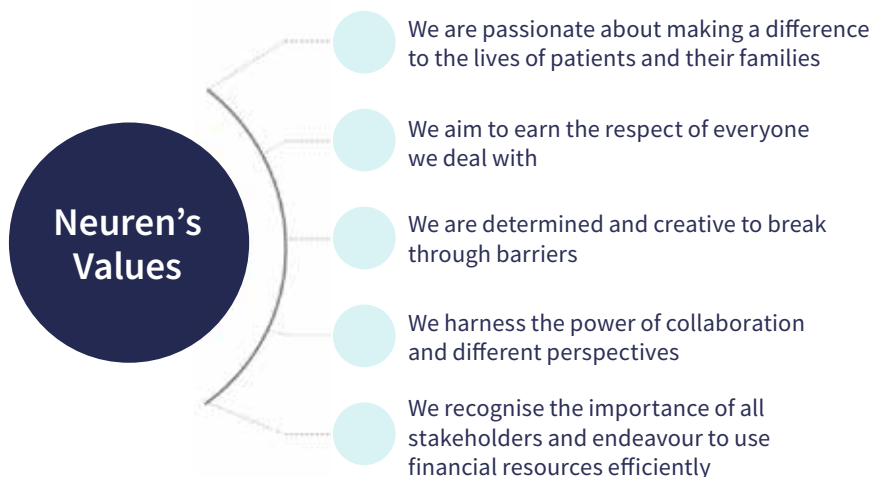 Neuren’s
Values
We are passionate about making a difference
to the lives of patients and their families
We aim to earn the respect of everyone
we deal with
We are determined and creative to break
through barriers
We harness the power of collaboration
and different perspectives
We recognise the importance of all
stakeholders and endeavour to use
financial resources efficiently